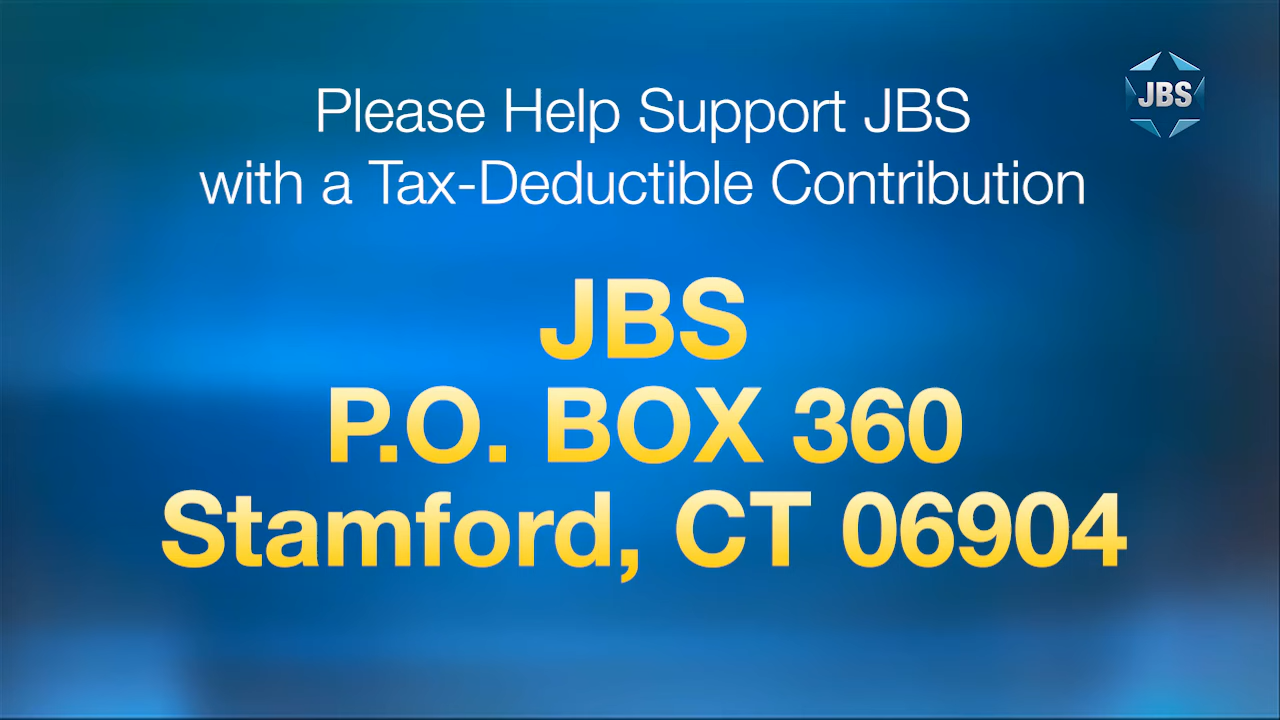 Please Help Support JBS
with a Tax-Deductible Contribution
JBS
JBS
P.O. BOX 360
Stamford, CT 06904